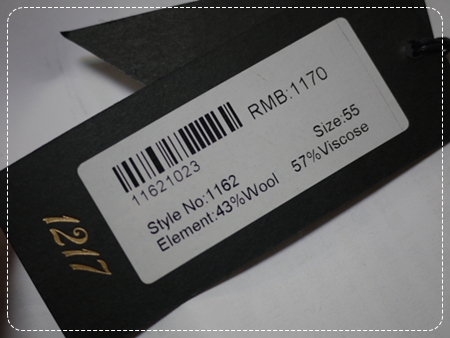 RMB:1170
11621023
Size:55
Style No:1162
Element:43%Wool 57%Viscose
1217